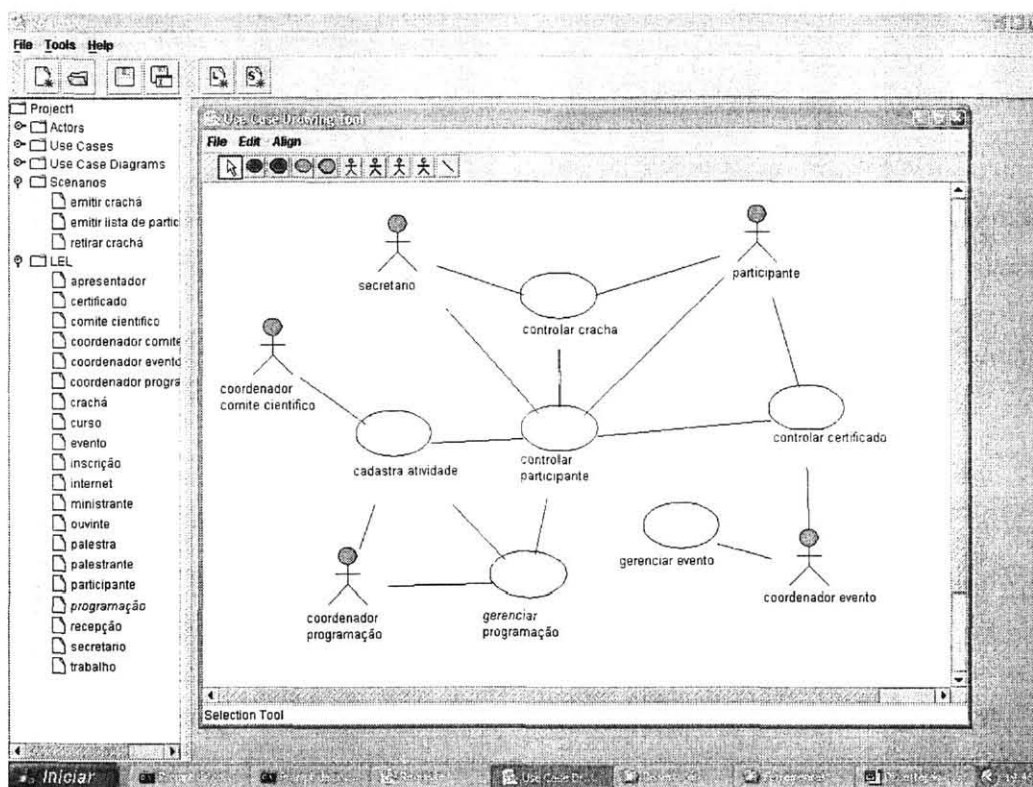 File Tools Help
Project1
Actors
Use Cases
Use Case Diagrams
Scenarios
emitir crachá
emitir lista de partic
retirar crachá
LEL
apresentador
certificado
comite cientifico
coordenador comite
coordenador evento
coordenador progra
crachá
curso
evento
inscrição
internet
ministrante
ouvinte
palestra
palestrante
participante
programação
recepção
secretario
trabalho
Use Case Drawing Tool
File Edit Align
secretario
participante
controlar cracha
coordenador
comite cientifico
cadastra atividade
controlar
participante
controlar certificado
gerenciar evento
coordenador evento
coordenador
programação
gerenciar
programação
Selection Tool
Iniciar
Use Case Dra